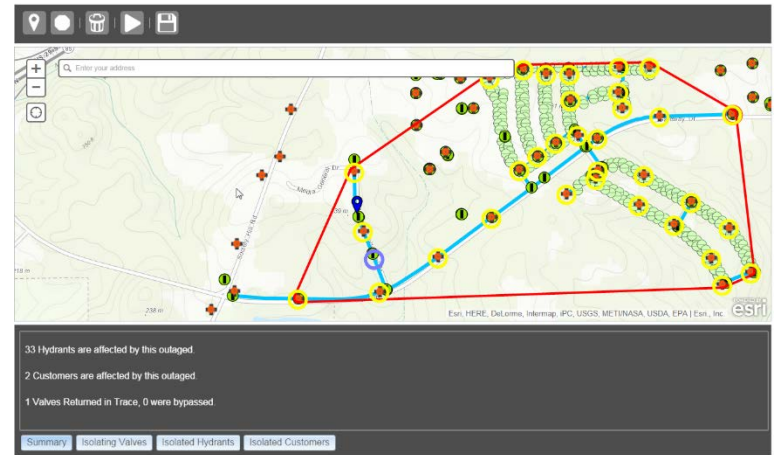 Enter your address
Esri, HERE, DeLorme, Intermap, iPC, USGS, METI/NASA, USDA, EPA | Esri, Inc
esri
258 m
33 Hydrants are affected by this outaged.
2 Customers are affected by this outaged.
1 Valves Returned in Trace, 0 were bypassed.
Summary
Isolating Valves
Isolated Hydrants
Isolated Customers